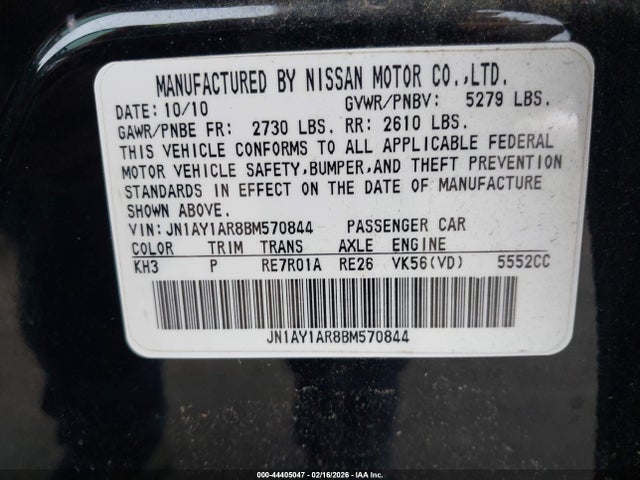 MANUFACTURED BY NISSAN MOTOR CO.,LTD.
DATE: 10/10 GVWR/PNBV: 5279 LBS.
GAWR/PNBE FR: 2730 LBS. RR: 2610 LBS.
THIS VEHICLE CONFORMS TO ALL APPLICABLE FEDERAL
MOTOR VEHICLE SAFETY,BUMPER,AND THEFT PREVENTION
STANDARDS IN EFFECT ON THE DATE OF MANUFACTURE
SHOWN ABOVE.
VIN: JN1AY1AR8BM570844 PASSENGER CAR
COLOR TRIM TRANS AXLE ENGINE
KH3 P RE7R01A RE26 VK56(VD) 5552CC
JN1AY1AR8BM570844
000-44405047 - 02/16/2026 - IAA Inc.